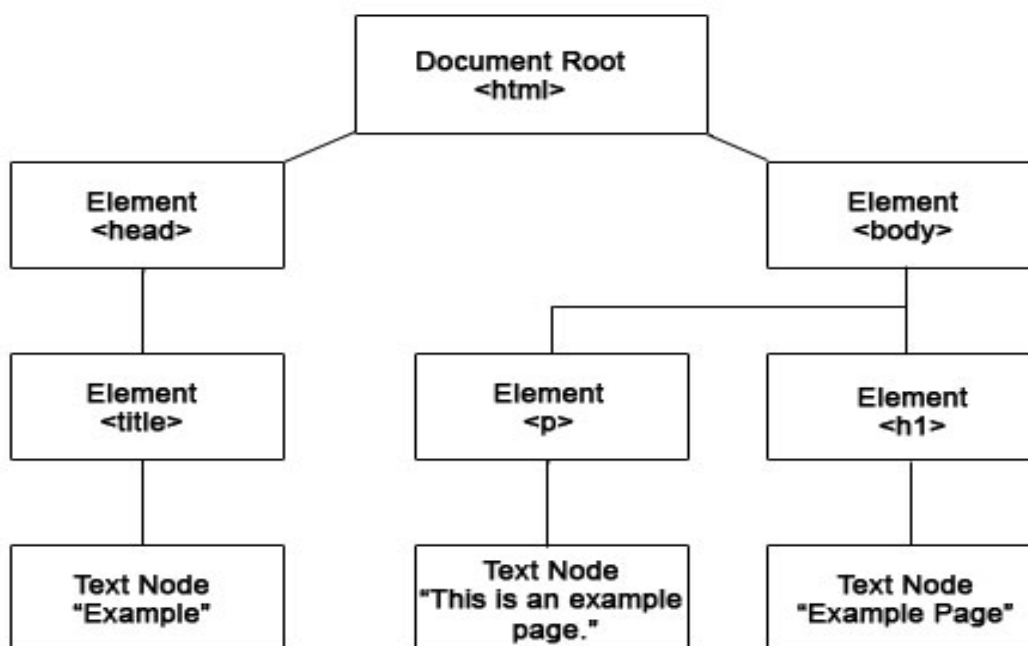 Document Root
<html>
Element
<head>
Element
<body>
Element
<title>
Element
<p>
Element
<h1>
Text Node
“Example”
Text Node
“This is an example
page.”
Text Node
“Example Page”